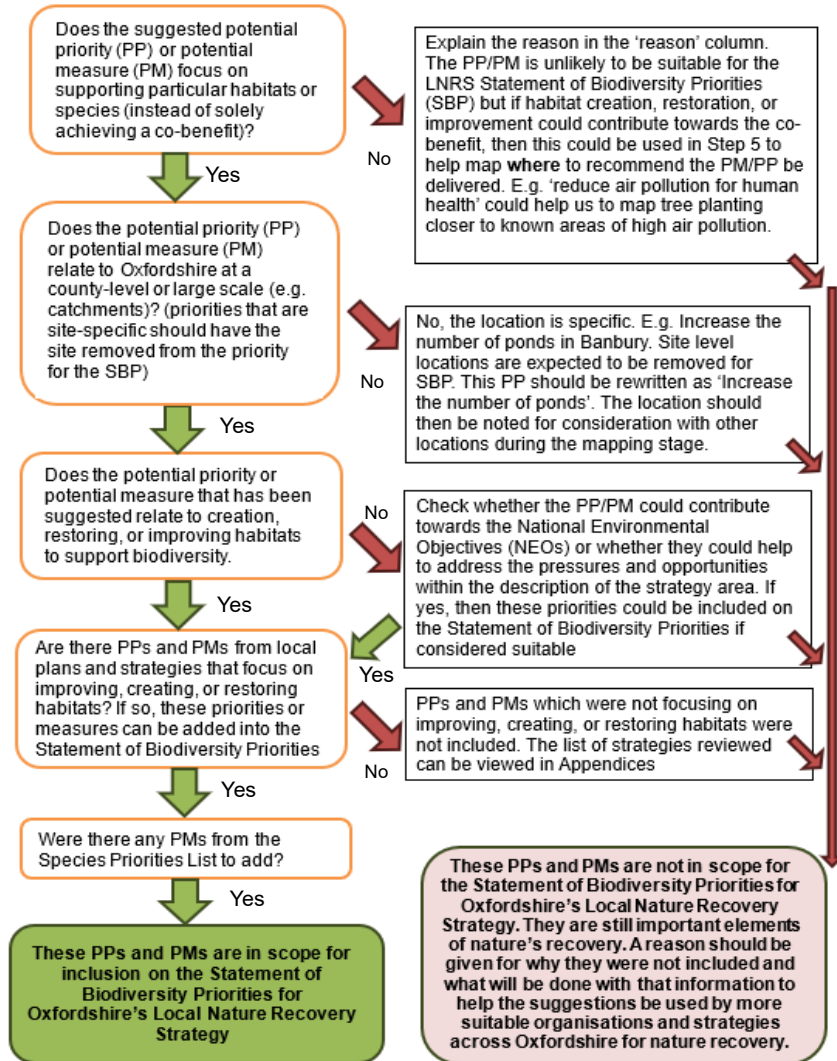 Does the suggested potential
priority (PP) or potential
measure (PM) focus on
supporting particular habitats or
species (instead of solely
achieving a co-benefit)?
Explain the reason in the ‘reason’ column.
The PP/PM is unlikely to be suitable for the
LNRS Statement of Biodiversity Priorities
(SBP) but if habitat creation, restoration, or
improvement could contribute towards the co-
benefit, then this could be used in Step 5 to
help map where to recommend the PM/PP be
delivered. E.g. ‘reduce air pollution for human
health’ could help us to map tree planting
closer to known areas of high air pollution.
No
Yes
Does the potential priority (PP)
or potential measure (PM)
relate to Oxfordshire at a
county-level or large scale (e.g.
catchments)? (priorities that are
site-specific should have the
site removed from the priority
for the SBP)
No, the location is specific. E.g. Increase the
number of ponds in Banbury. Site level
locations are expected to be removed for
SBP. This PP should be rewritten as ‘Increase
the number of ponds’. The location should
then be noted for consideration with other
locations during the mapping stage.
No
Yes
Does the potential priority or
potential measure that has been
suggested relate to creation,
restoring, or improving habitats
to support biodiversity.
No
Check whether the PP/PM could contribute
towards the National Environmental
Objectives (NEOs) or whether they could help
to address the pressures and opportunities
within the description of the strategy area. If
yes, then these priorities could be included on
the Statement of Biodiversity Priorities if
considered suitable
Yes
Yes
Are there PPs and PMs from local
plans and strategies that focus on
improving, creating, or restoring
habitats? If so, these priorities or
measures can be added into the
Statement of Biodiversity Priorities
PPs and PMs which were not focusing on
improving, creating, or restoring habitats were
not included. The list of strategies reviewed
can be viewed in Appendices
No
Yes
Were there any PMs from the
Species Priorities List to add?
Yes
These PPs and PMs are in scope for
inclusion on the Statement of
Biodiversity Priorities for
Oxfordshire’s Local Nature Recovery
Strategy
These PPs and PMs are not in scope for
the Statement of Biodiversity Priorities for
Oxfordshire’s Local Nature Recovery
Strategy. They are still important elements
of nature’s recovery. A reason should be
given for why they were not included and
what will be done with that information to
help the suggestions be used by more
suitable organisations and strategies
across Oxfordshire for nature recovery.